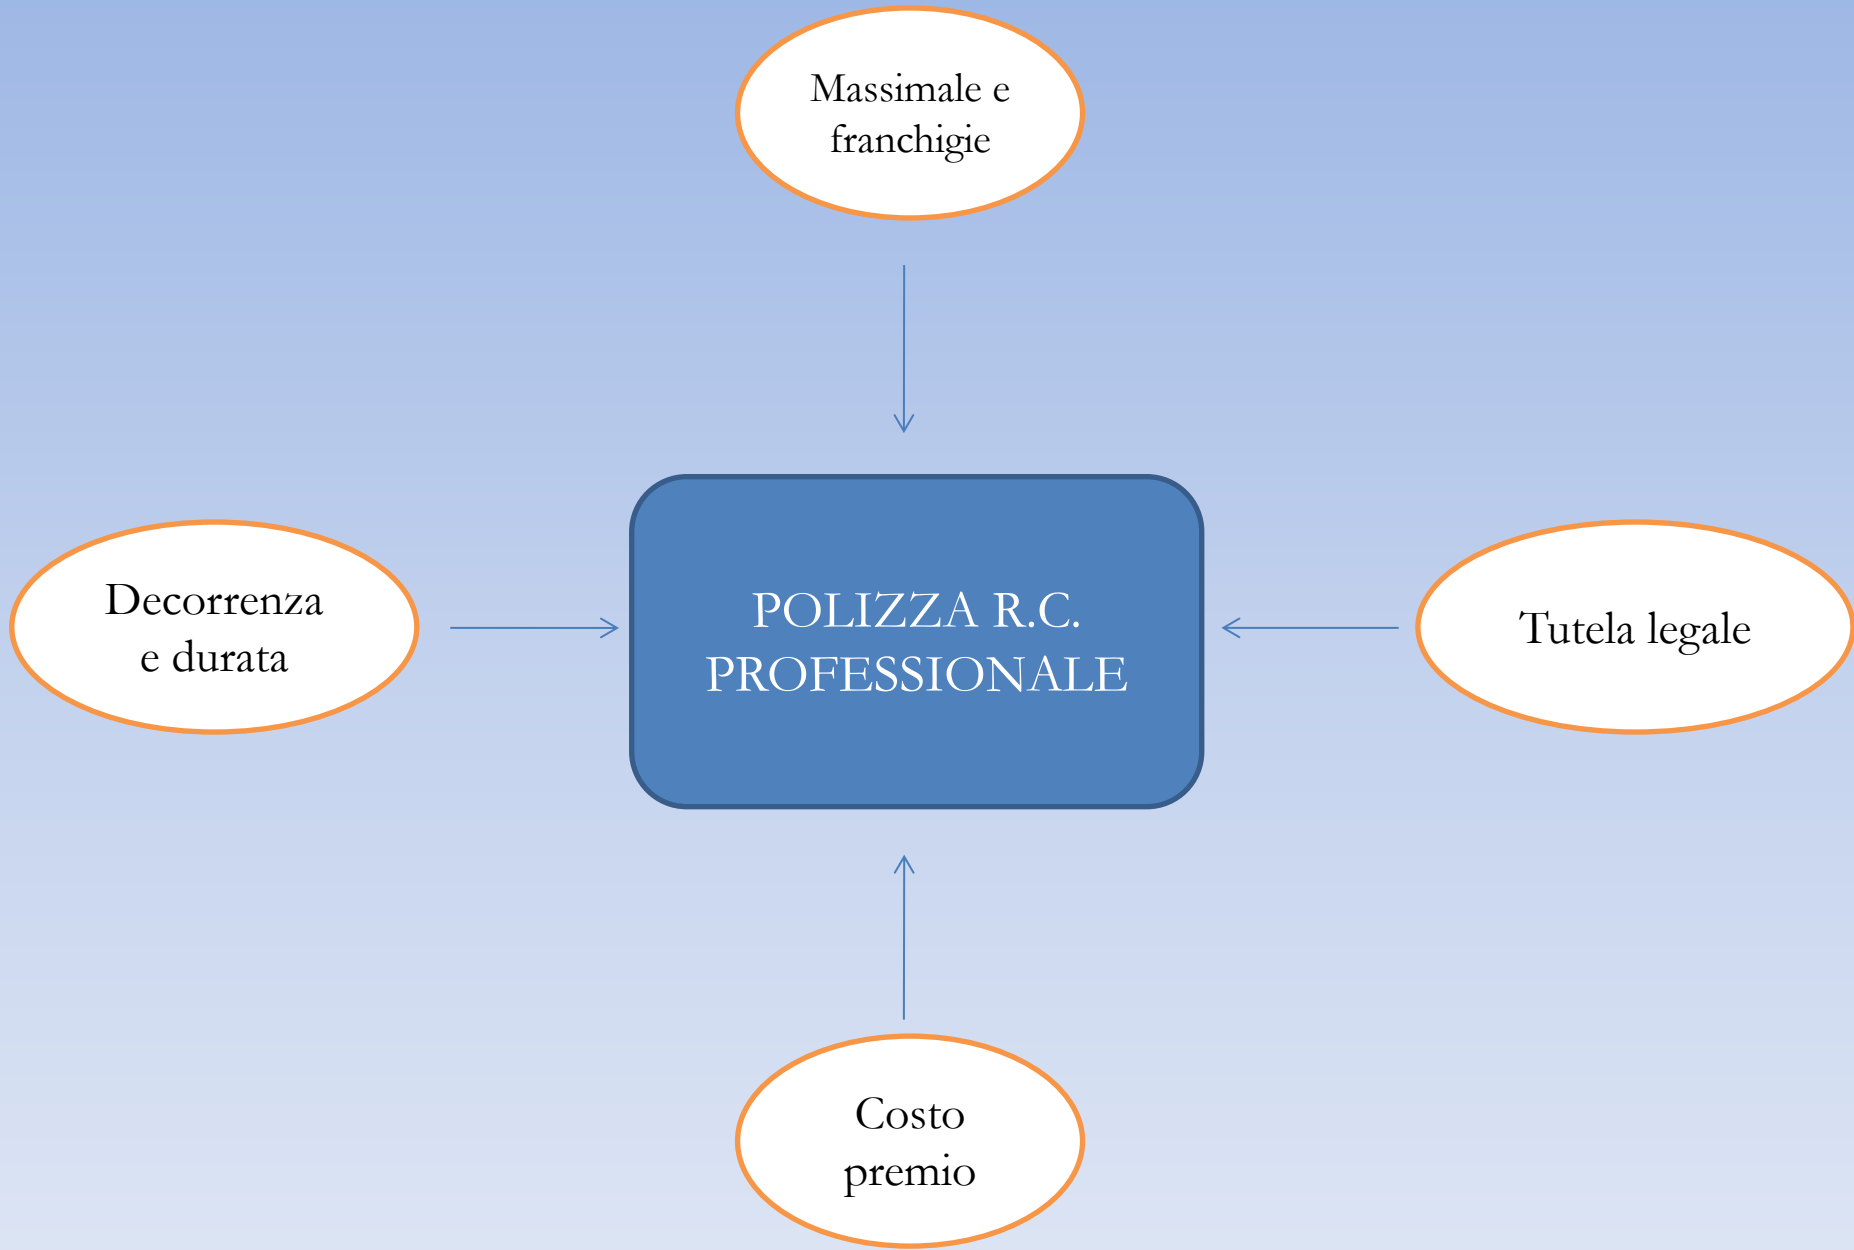 Massimale e
franchigie
Decorrenza
e durata
POLIZZA R.C.
PROFESSIONALE
Tutela legale
Costo
premio